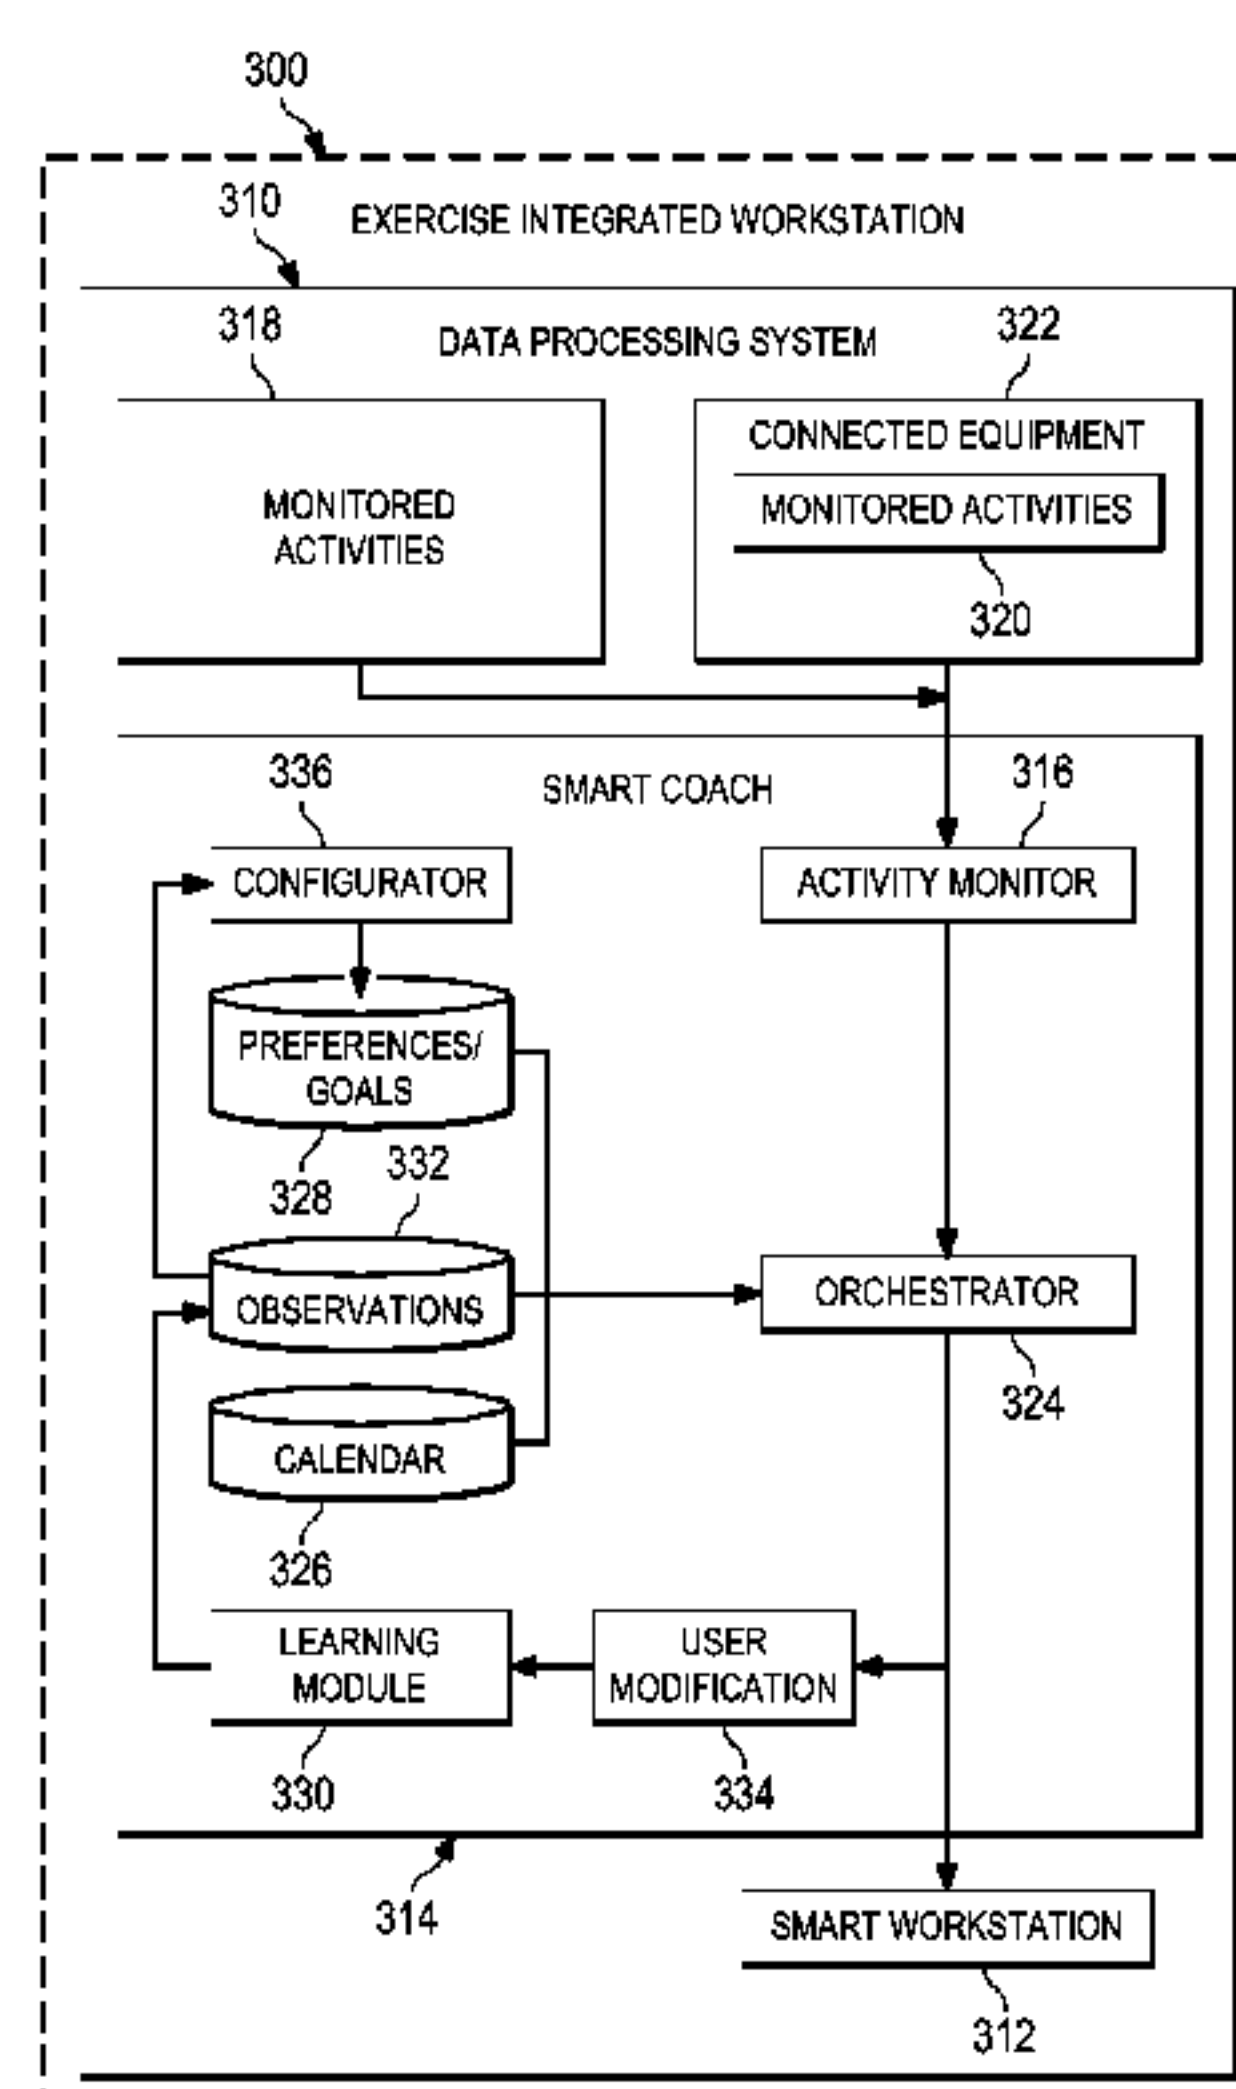 300
310
EXERCISE INTEGRATED WORKSTATION
318
DATA PROCESSING SYSTEM
322
MONITORED
ACTIVITIES
CONNECTED EQUIPMENT
MONITORED ACTIVITIES
320
336
SMART COACH
316
CONFIGURATOR
ACTIVITY MONITOR
PREFERENCES/
GOALS
328
332
OBSERVATIONS
ORCHESTRATOR
324
CALENDAR
326
LEARNING
MODULE
USER
MODIFICATION
330
334
314
SMART WORKSTATION
312